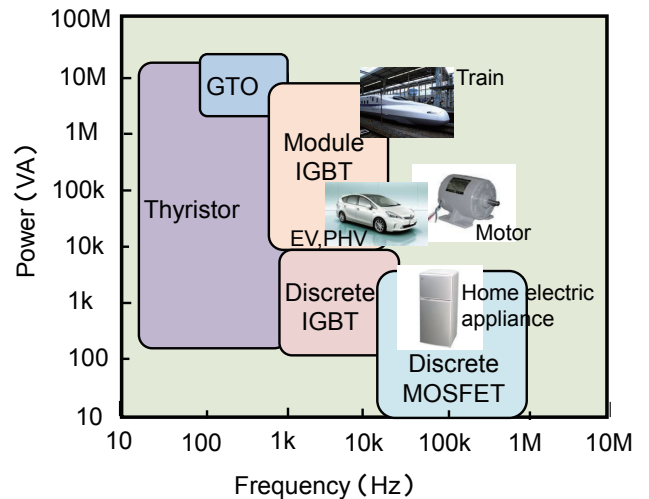 100M
10M
1M
100k
10k
1k
100
10
Power (VA)
GTO
Thyristor
Module
IGBT
Train
EV,PHV
Motor
Discrete
IGBT
Home electric
appliance
Discrete
MOSFET
10 100 1k 10k 100k 1M 10M
Frequency (Hz)